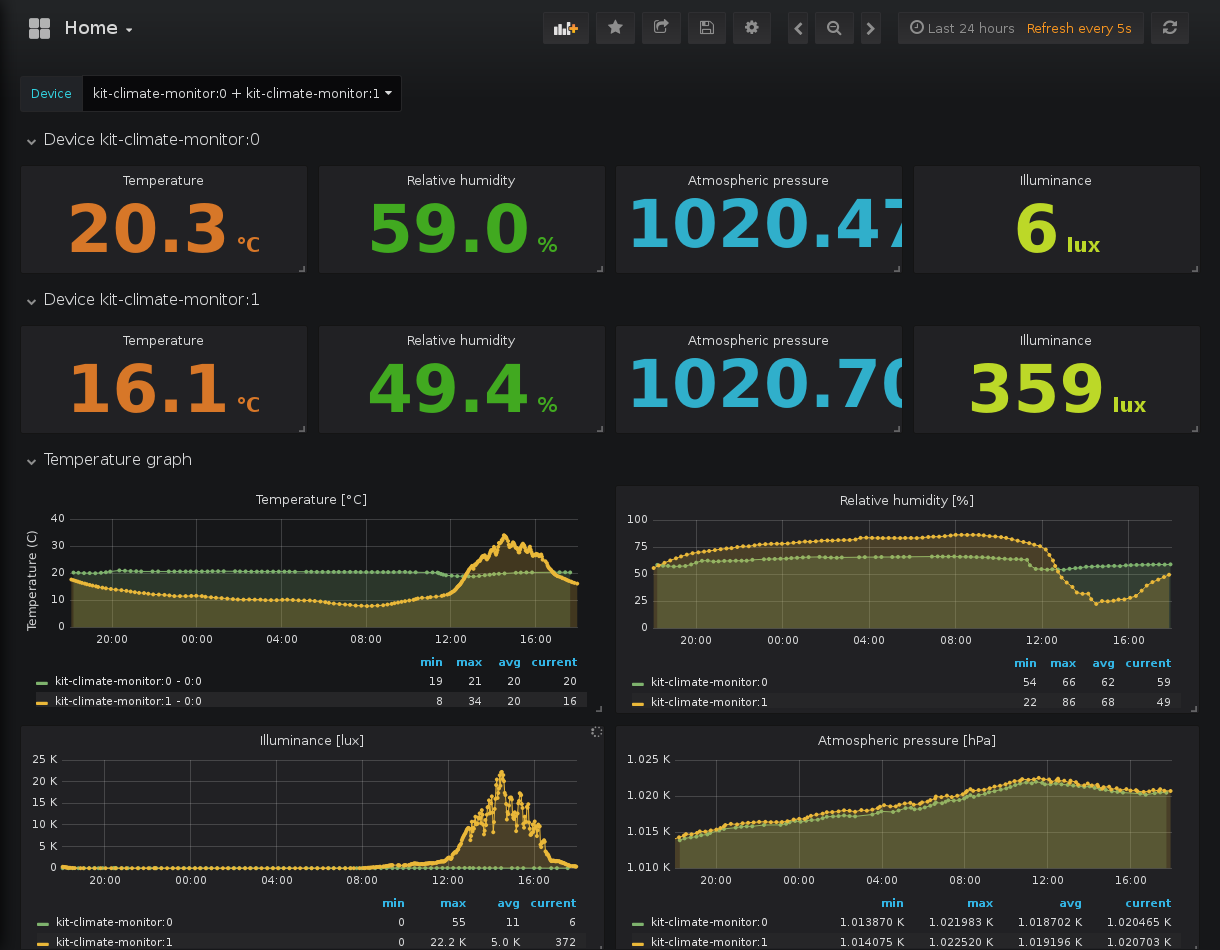 Home
Last 24 hours Refresh every 5s
Device kit-climate-monitor:0 + kit-climate-monitor:1
Device kit-climate-monitor:0
Temperature Relative humidity Atmospheric pressure Illuminance
20.3 °C 59.0 % 1020.47 6 lux
Device kit-climate-monitor:1
Temperature Relative humidity Atmospheric pressure Illuminance
16.1 °C 49.4 % 1020.70 359 lux
Temperature graph
Temperature [°C]
Temperature (C)
40
30
20
10
0
20:00 00:00 04:00 08:00 12:00 16:00
min max avg current
kit-climate-monitor:0 - 0:0 19 21 20 20
kit-climate-monitor:1 - 0:0 8 34 20 16
Relative humidity [%]
100
75
50
25
0
20:00 00:00 04:00 08:00 12:00 16:00
min max avg current
kit-climate-monitor:0 54 66 62 59
kit-climate-monitor:1 22 86 68 49
Illuminance [lux]
25 K
20 K
15 K
10 K
5 K
0
20:00 00:00 04:00 08:00 12:00 16:00
min max avg current
kit-climate-monitor:0 0 55 11 6
kit-climate-monitor:1 0 22.2 K 5.0 K 372
Atmospheric pressure [hPa]
1.025 K
1.020 K
1.015 K
1.010 K
20:00 00:00 04:00 08:00 12:00 16:00
min max avg current
kit-climate-monitor:0 1.013870 K 1.021983 K 1.018702 K 1.020465 K
kit-climate-monitor:1 1.014075 K 1.022520 K 1.019196 K 1.020703 K